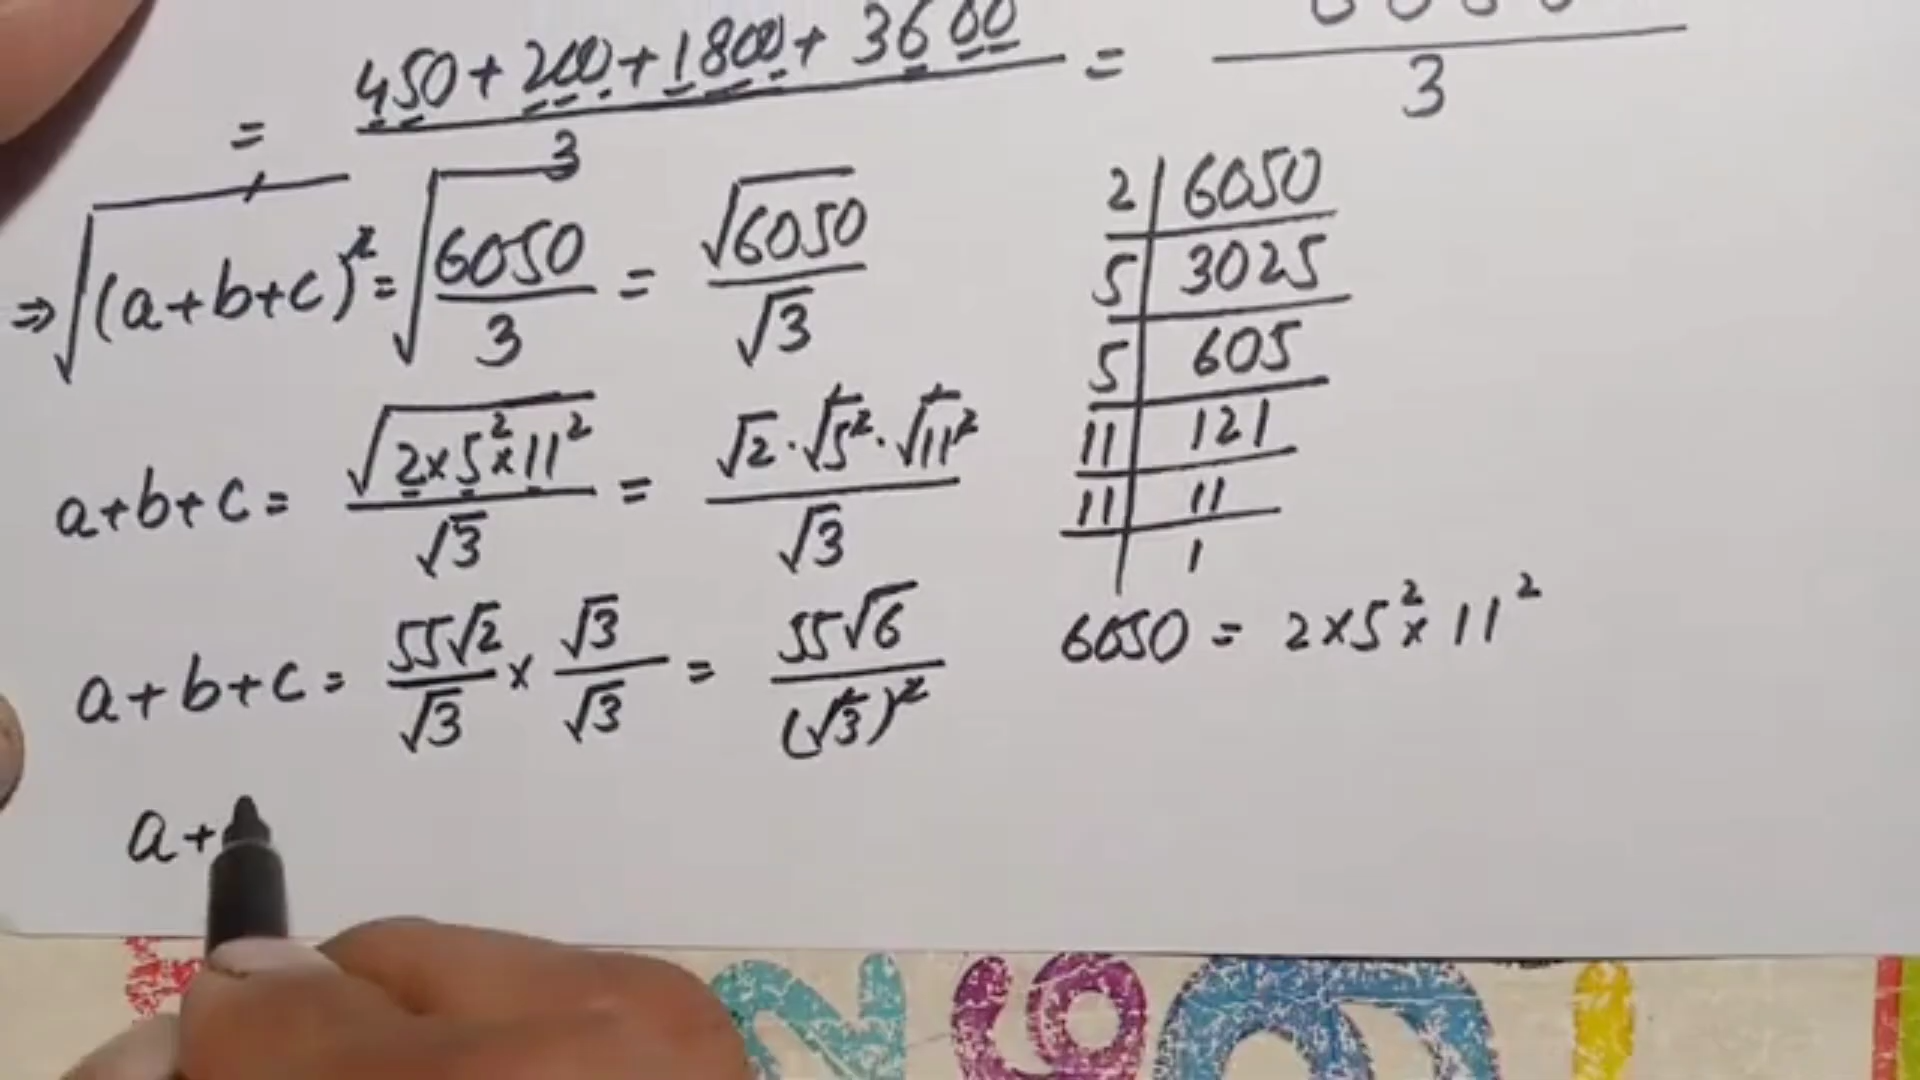 = 450 + 200 + 1800 + 3600 / 3 = 6050 / 3
⇒ √(a+b+c)² = √6050/3 = √6050 / √3
a+b+c = √2×5²×11² / √3 = √2 · √5² · √11² / √3
a+b+c = 55√2 / √3 × √3 / √3 = 55√6 / (√3)²
a+
2 | 6050
5 | 3025
5 | 605
11 | 121
11 | 11
| 1
6050 = 2×5²×11²